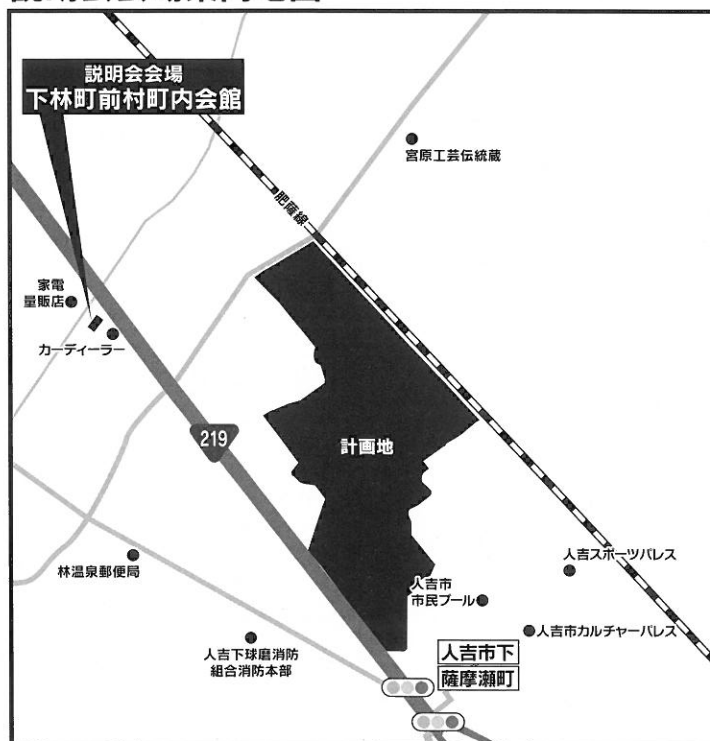 説明会会場
下林町前村町内会館
宮原工芸伝統蔵
肥薩線
家電
量販店
カーディーラー
219
計画地
林温泉郵便局
人吉スポーツパレス
人吉市
市民プール
人吉市カルチャーパレス
人吉下球磨消防
組合消防本部
人吉市下
薩摩瀬町